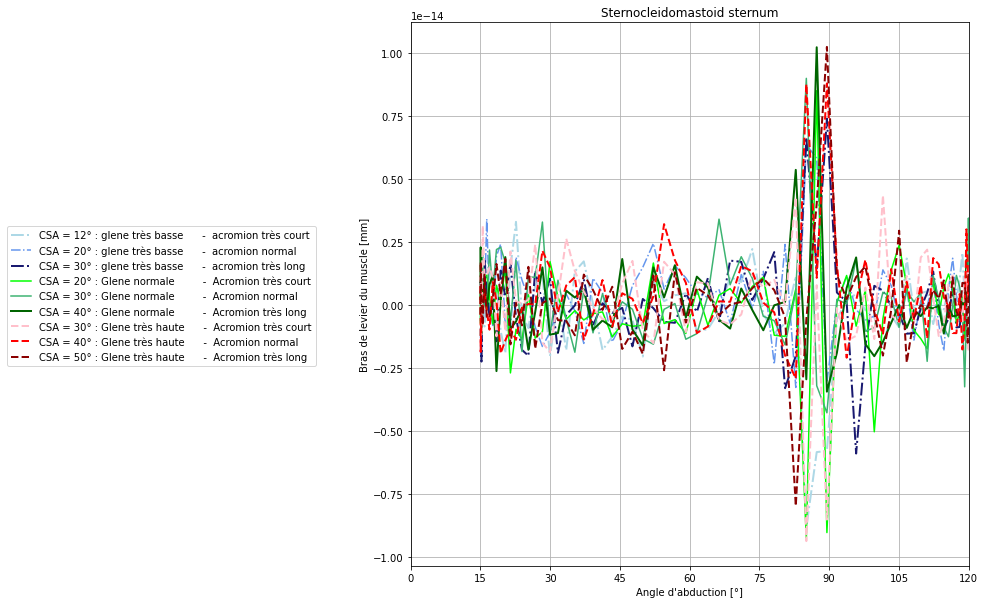 Sternocleidomastoid sternum
1e−14
1.00
0.75
0.50
0.25
0.00
−0.25
−0.50
−0.75
−1.00
Bras de levier du muscle [mm]
0 15 30 45 60 75 90 105 120
Angle d'abduction [°]
CSA = 12° : glene très basse - acromion très court
CSA = 20° : glene très basse - acromion normal
CSA = 30° : glene très basse - acromion très long
CSA = 20° : Glene normale - Acromion très court
CSA = 30° : Glene normale - Acromion normal
CSA = 40° : Glene normale - Acromion très long
CSA = 30° : Glene très haute - Acromion très court
CSA = 40° : Glene très haute - Acromion normal
CSA = 50° : Glene très haute - Acromion très long